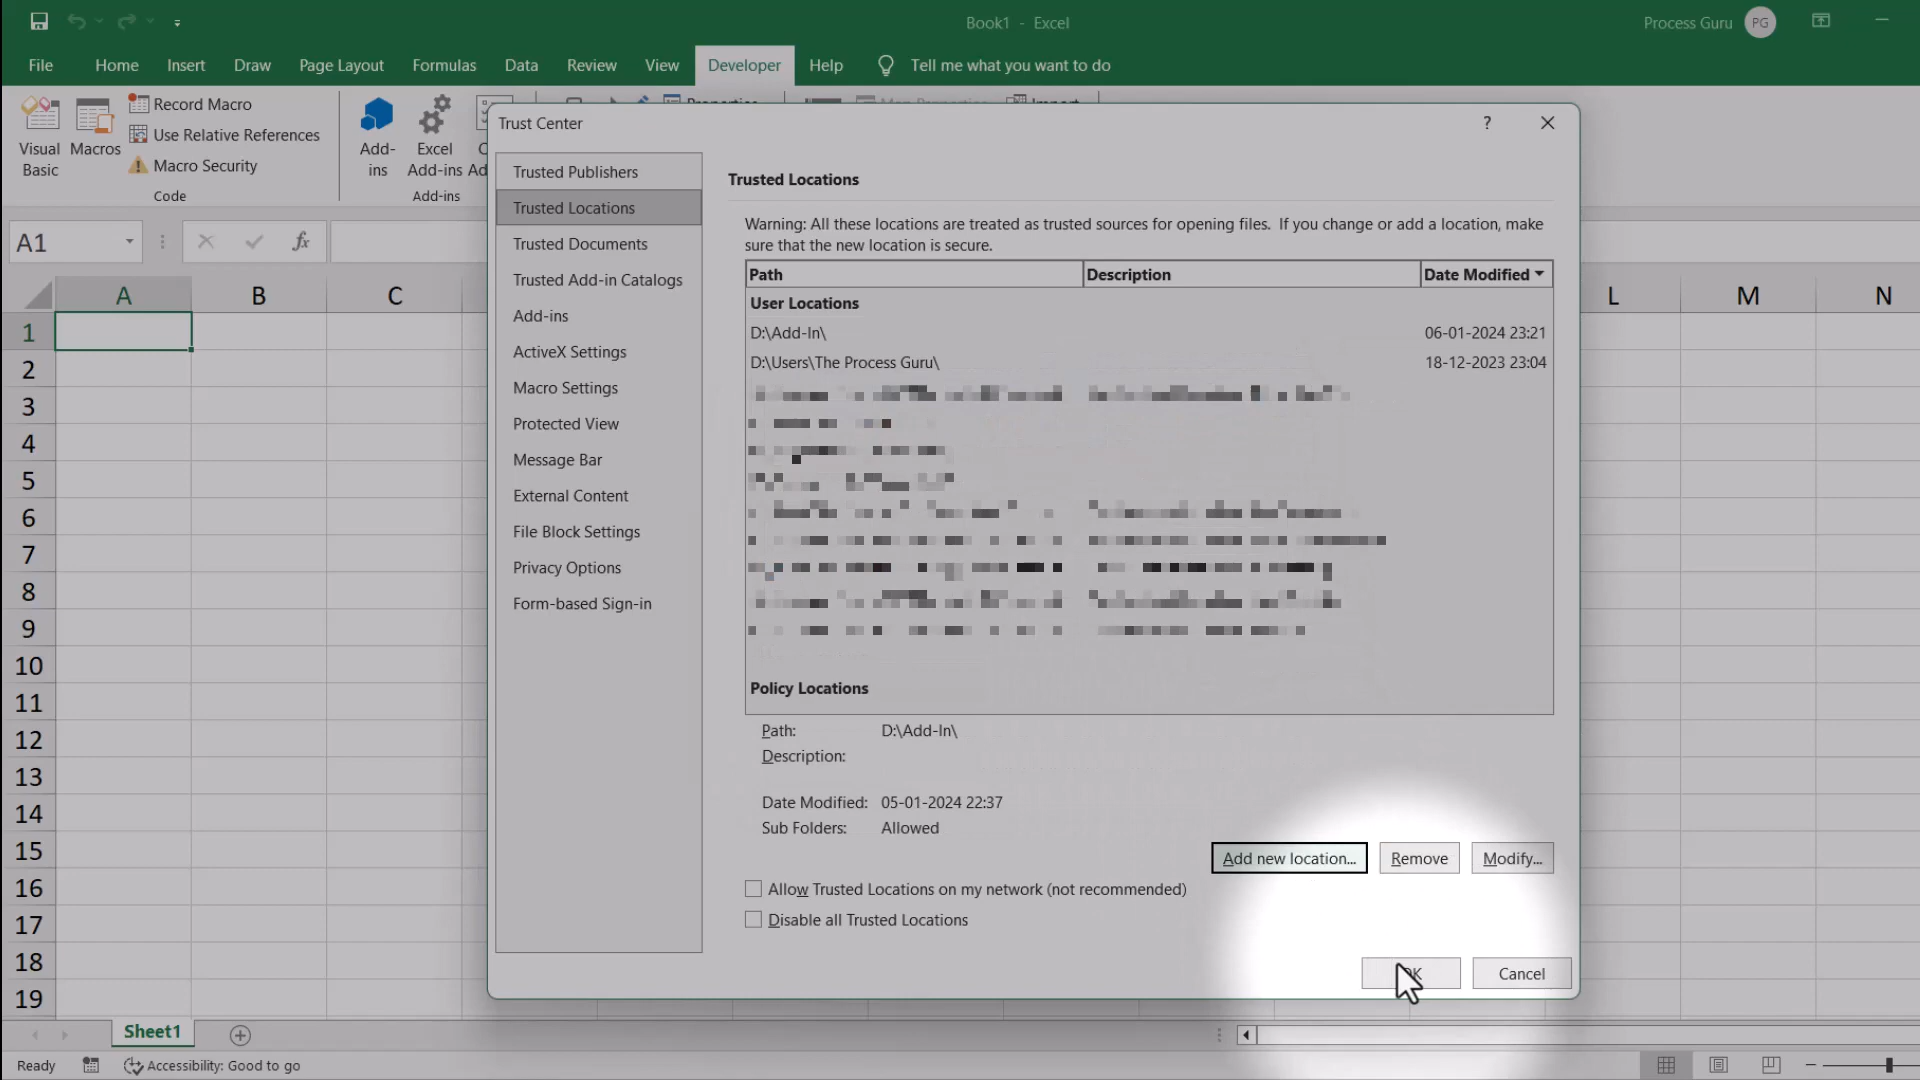 Book1 - Excel
Process Guru PG
File Home Insert Draw Page Layout Formulas Data Review View Developer Help Tell me what you want to do
Visual Basic
Macros
Record Macro
Use Relative References
Macro Security
Code
Add-ins
Excel Add-ins
Add-ins
Trust Center
?
Trusted Publishers
Trusted Locations
Trusted Documents
Trusted Add-in Catalogs
Add-ins
ActiveX Settings
Macro Settings
Protected View
Message Bar
External Content
File Block Settings
Privacy Options
Form-based Sign-in
Trusted Locations
Warning: All these locations are treated as trusted sources for opening files. If you change or add a location, make
sure that the new location is secure.
Path Description Date Modified
User Locations
D:\Add-In\ 06-01-2024 23:21
D:\Users\The Process Guru\ 18-12-2023 23:04
Policy Locations
Path: D:\Add-In\
Description:
Date Modified: 05-01-2024 22:37
Sub Folders: Allowed
Add new location... Remove Modify...
Allow Trusted Locations on my network (not recommended)
Disable all Trusted Locations
OK Cancel
A1
fx
A B C L M N
1
2
3
4
5
6
7
8
9
10
11
12
13
14
15
16
17
18
19
Sheet1
Ready Accessibility: Good to go